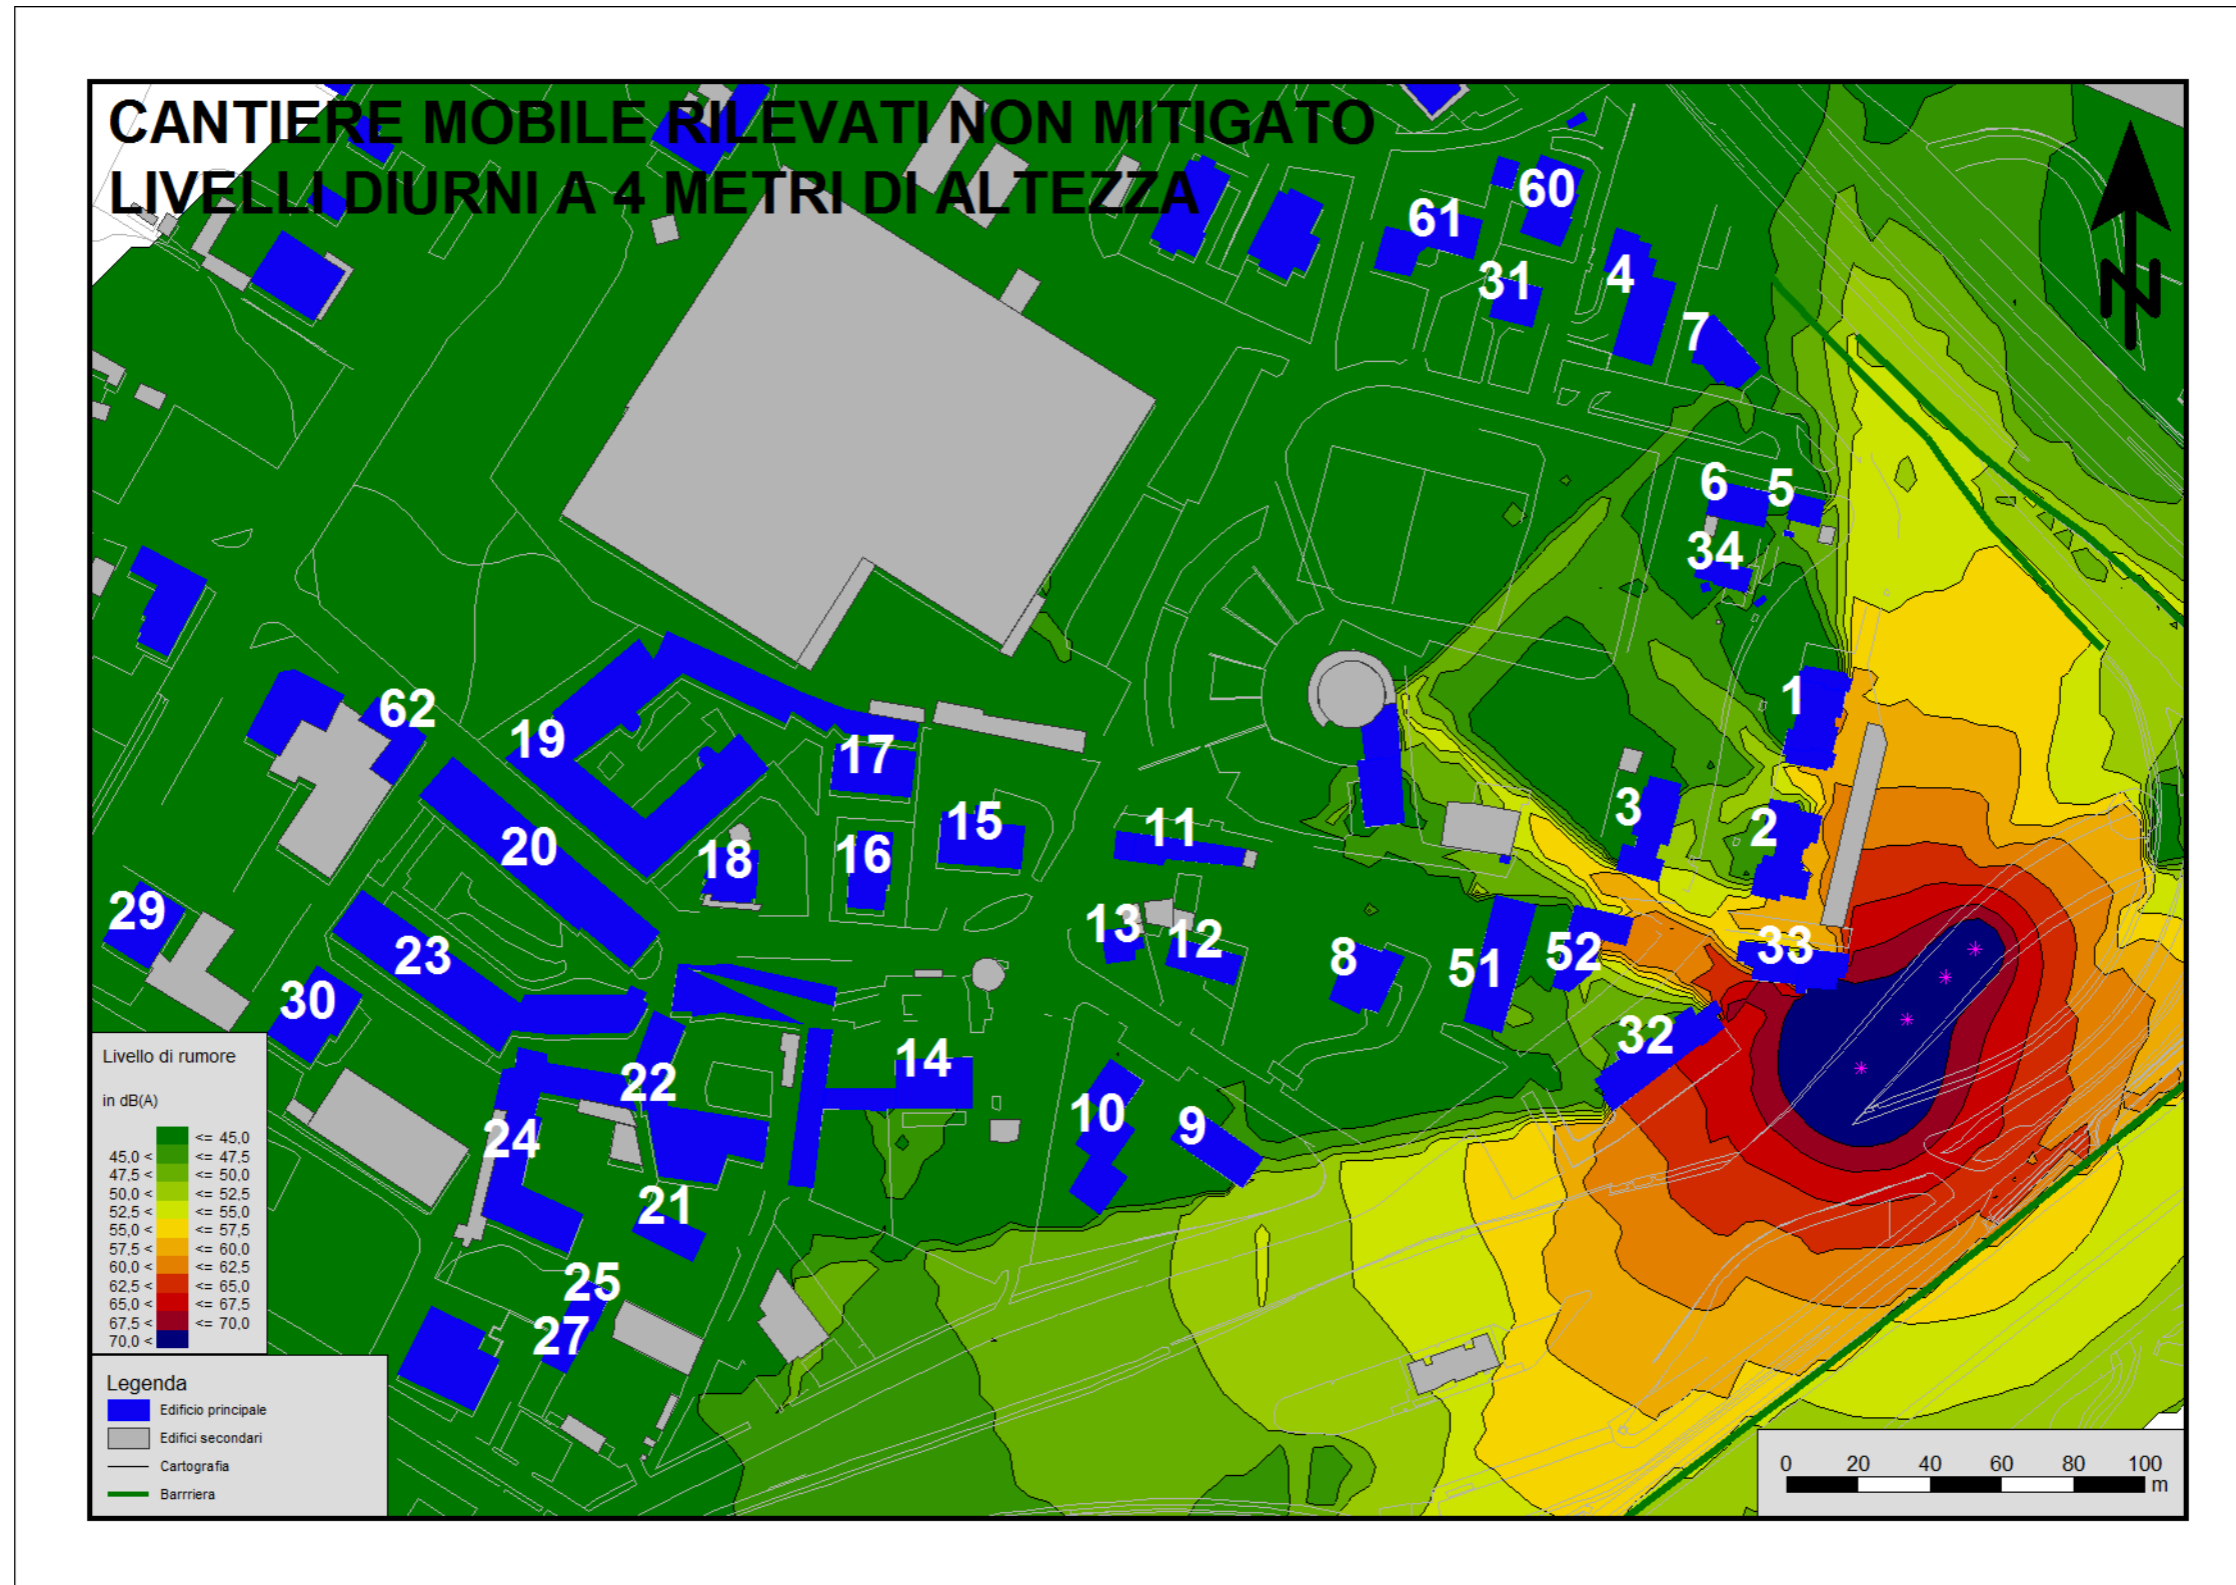 CANTIERE MOBILE RILEVATI NON MITIGATO
LIVELLI DIURNI A 4 METRI DI ALTEZZA
N
60
61
31
4
7
6
5
34
1
62
19
17
3
2
15
11
16
18
20
29
13
12
8
51
52
33
23
30
32
14
22
10
9
24
21
25
27
Livello di rumore
in dB(A)
<= 45,0
45,0 < <= 47,5
47,5 < <= 50,0
50,0 < <= 52,5
52,5 < <= 55,0
55,0 < <= 57,5
57,5 < <= 60,0
60,0 < <= 62,5
62,5 < <= 65,0
65,0 < <= 67,5
67,5 < <= 70,0
70,0 <
Legenda
Edificio principale
Edifici secondari
Cartografia
Barrriera
0 20 40 60 80 100
m